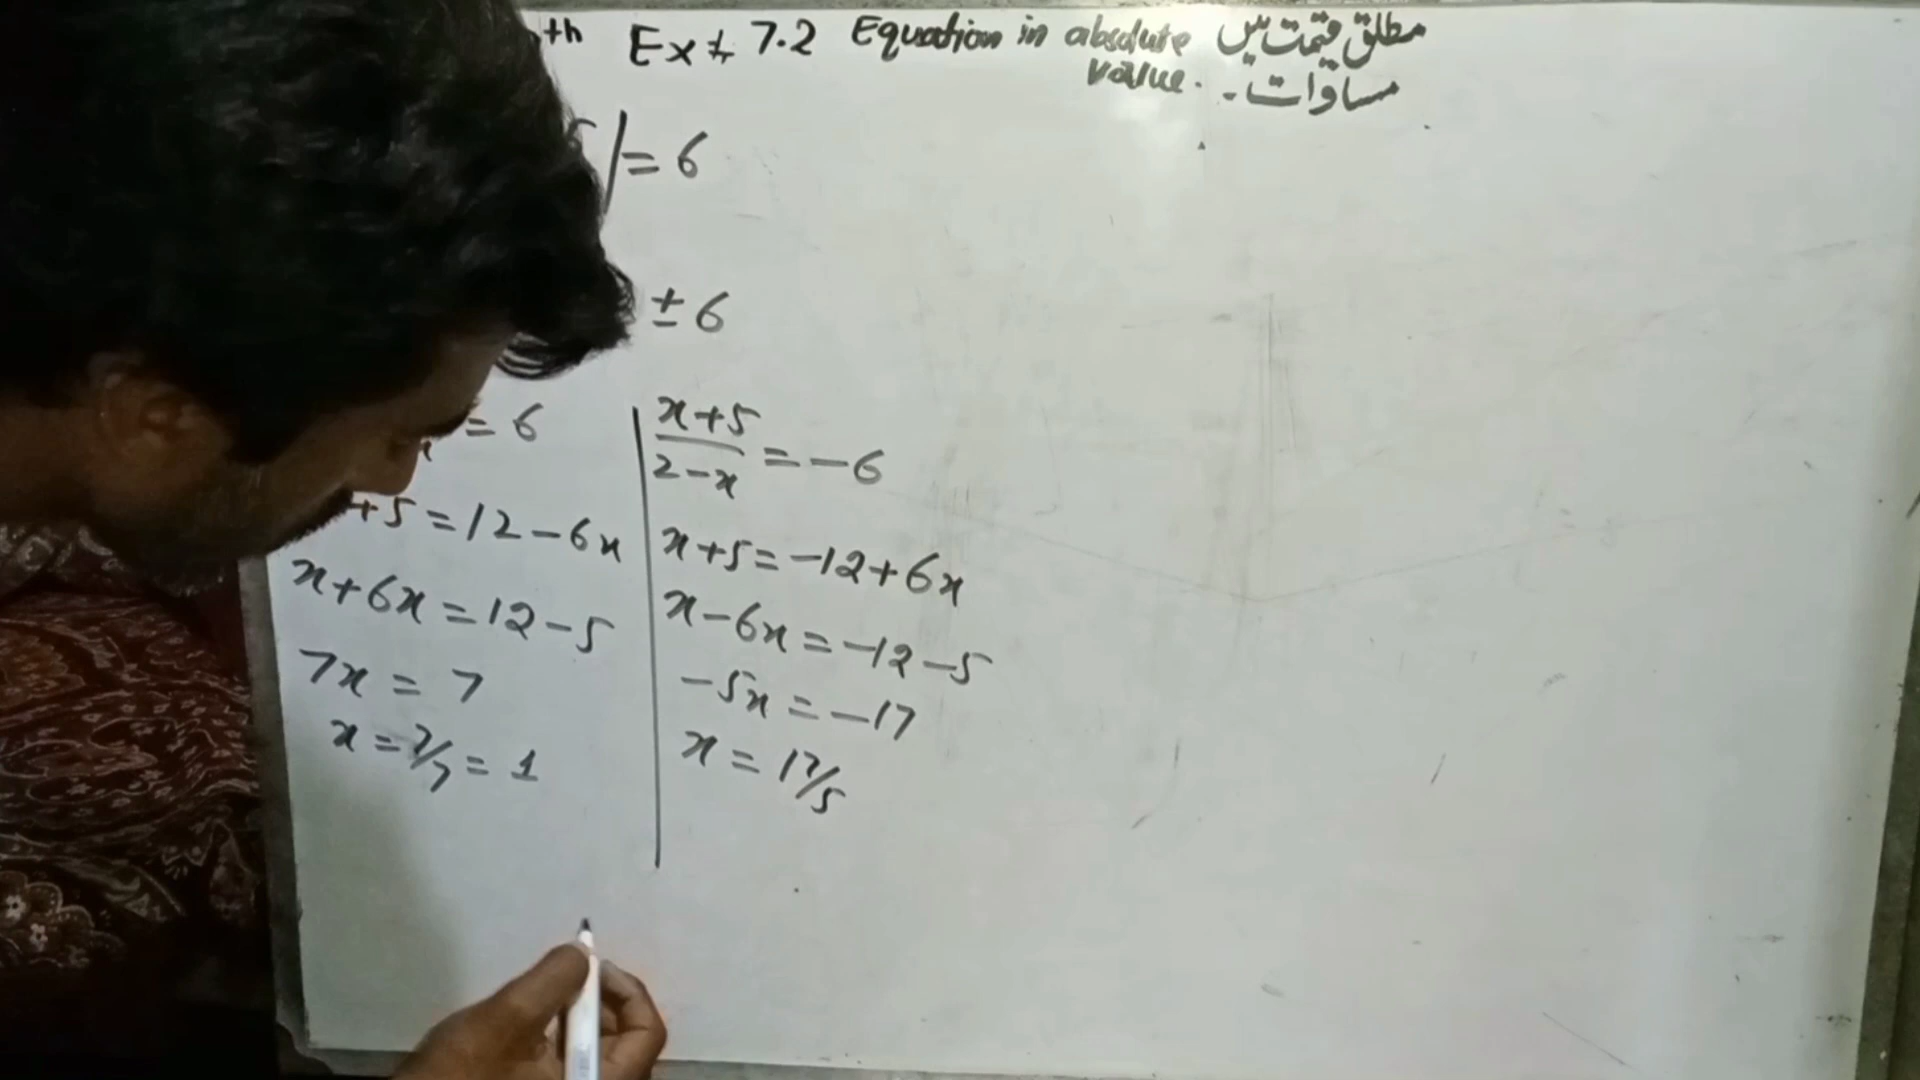 th Ex # 7.2 Equation in absolute value. مطلق قیمت میں
مساوات۔
5| = 6
± 6
= 6
x+5/2-x = -6
+5 = 12 - 6x
x+5 = -12+6x
x+6x = 12-5
x-6x = -12-5
7x = 7
-5x = -17
x = 7/7 = 1
x = 17/5